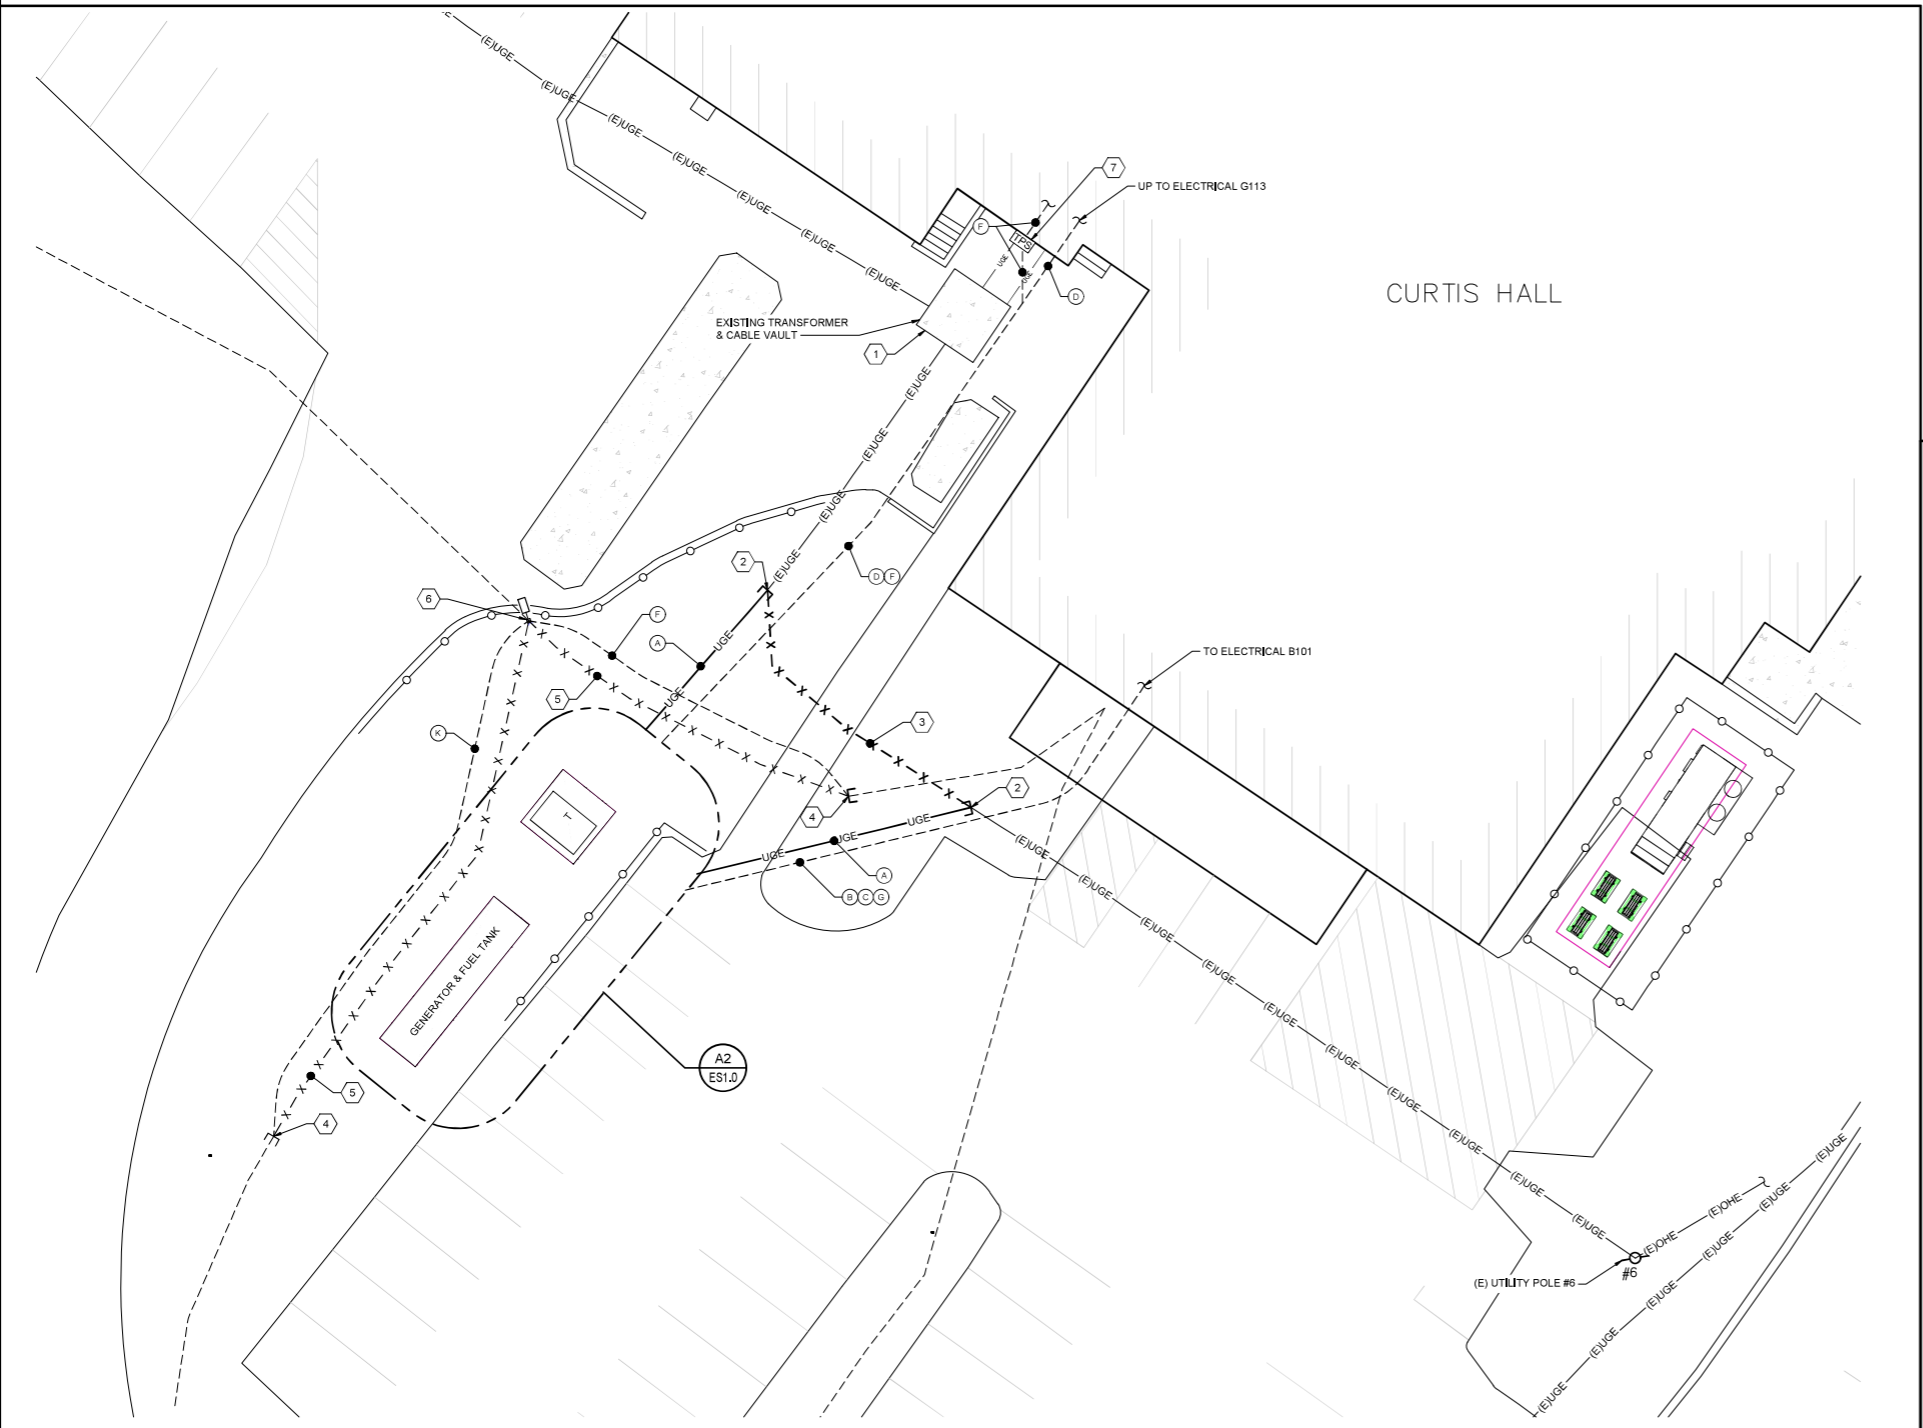 (E)UGE
(E)UGE
(E)UGE
(E)UGE
(E)UGE
(E)UGE
(E)UGE
7
UP TO ELECTRICAL G113
F
TPS
UGE
UGE
D
CURTIS HALL
EXISTING TRANSFORMER
& CABLE VAULT
1
(E)UGE
(E)UGE
(E)UGE
(E)UGE
2
D F
6
F
A
UGE
UGE
5
TO ELECTRICAL B101
K
3
2
4
UGE
UGE
UGE
A
B C G
T
GENERATOR & FUEL TANK
(E)UGE
(E)UGE
(E)UGE
(E)UGE
(E)UGE
(E)UGE
(E)UGE
(E)UGE
(E)UGE
(E)UGE
A2
ES1.0
5
4
(E)UGE
(E)UGE
(E)UGE
(E)UGE
(E)UGE
(E)UGE
(E)OHE
(E)OHE
(E) UTILITY POLE #6
#6